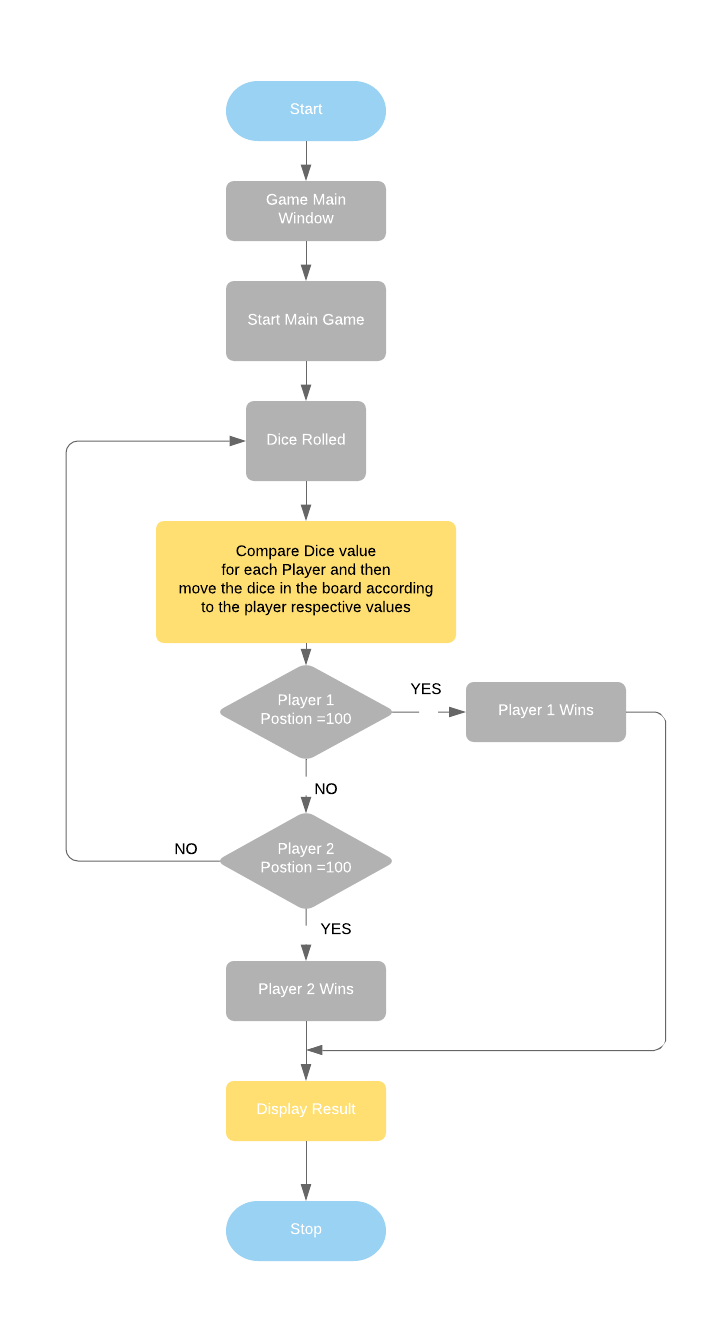 Start
Game Main
Window
Start Main Game
Dice Rolled
Compare Dice value
for each Player and then
move the dice in the board according
to the player respective values
Player 1
Postion =100
YES
Player 1 Wins
NO
Player 2
Postion =100
NO
YES
Player 2 Wins
Display Result
Stop